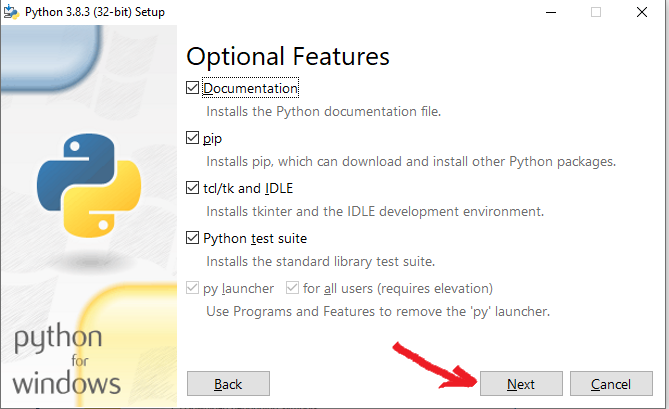 Python 3.8.3 (32-bit) Setup
Optional Features
Documentation
Installs the Python documentation file.
pip
Installs pip, which can download and install other Python packages.
tcl/tk and IDLE
Installs tkinter and the IDLE development environment.
Python test suite
Installs the standard library test suite.
py launcher for all users (requires elevation)
Use Programs and Features to remove the 'py' launcher.
python
for
windows
Back Next Cancel